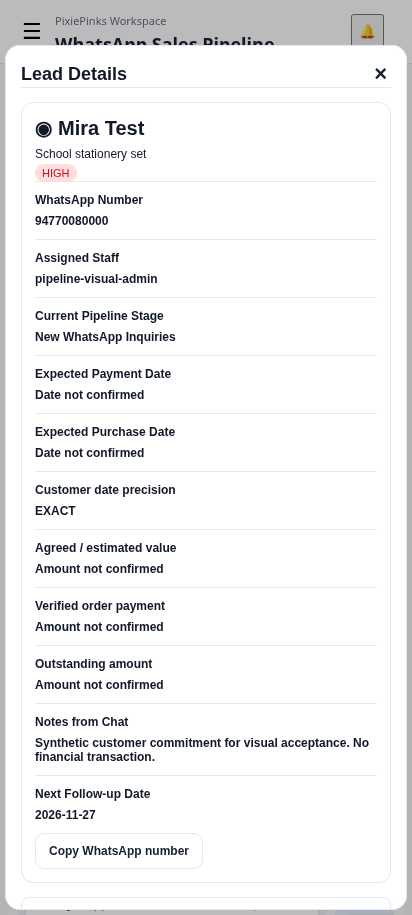 PixiePinks Workspace
WhatsApp Sales Pipeline
Lead Details
Mira Test
School stationery set
HIGH
WhatsApp Number
94770080000
Assigned Staff
pipeline-visual-admin
Current Pipeline Stage
New WhatsApp Inquiries
Expected Payment Date
Date not confirmed
Expected Purchase Date
Date not confirmed
Customer date precision
EXACT
Agreed / estimated value
Amount not confirmed
Verified order payment
Amount not confirmed
Outstanding amount
Amount not confirmed
Notes from Chat
Synthetic customer commitment for visual acceptance. No
financial transaction.
Next Follow-up Date
2026-11-27
Copy WhatsApp number